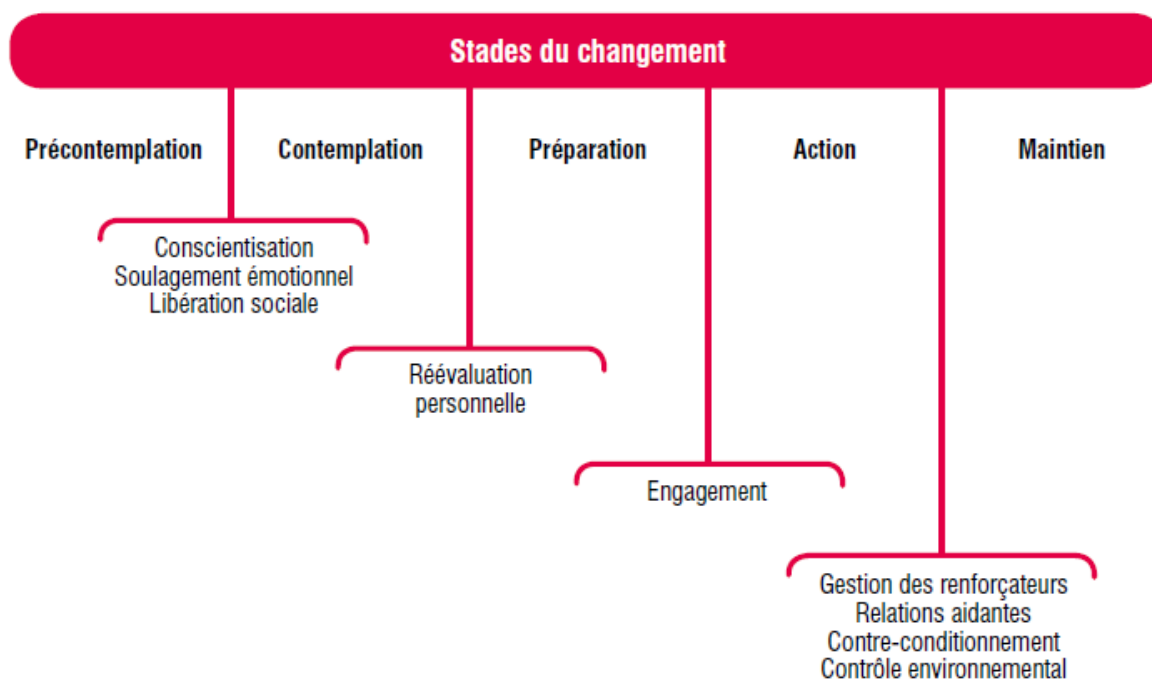 Stades du changement
Précontemplation
Contemplation
Préparation
Action
Maintien
Conscientisation
Soulagement émotionnel
Libération sociale
Réévaluation
personnelle
Engagement
Gestion des renforçateurs
Relations aidantes
Contre-conditionnement
Contrôle environnemental